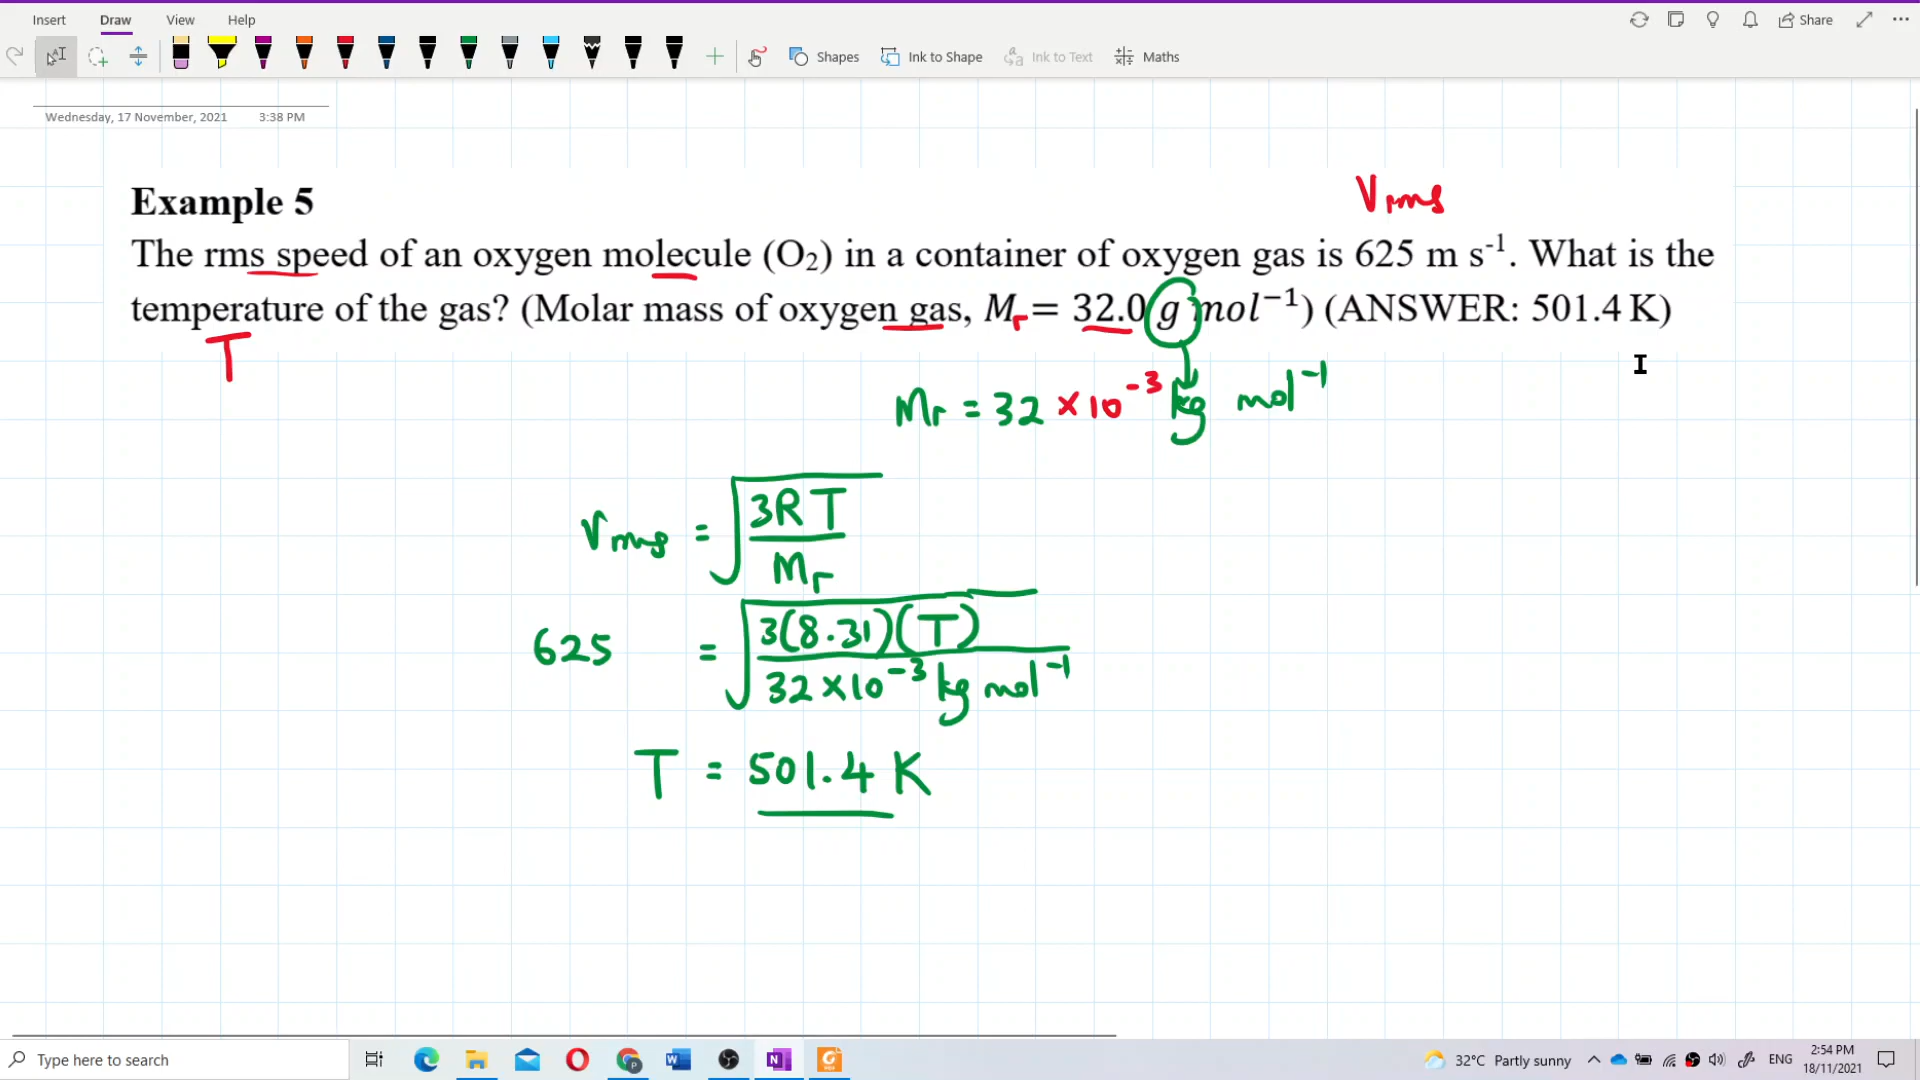 Insert Draw View Help
Share
Shapes Ink to Shape Ink to Text Maths
Wednesday, 17 November, 2021 3:38 PM
Vrms
Example 5
The rms speed of an oxygen molecule (O₂) in a container of oxygen gas is 625 m s⁻¹. What is the
temperature of the gas? (Molar mass of oxygen gas, Mr = 32.0 g mol⁻¹) (ANSWER: 501.4 K)
T
Mr = 32 × 10⁻³ kg mol⁻¹
Vrms = √(3RT / Mr)
625 = √(3(8.31)(T) / 32×10⁻³ kg mol⁻¹)
T = 501.4 K
Type here to search
32°C Partly sunny
ENG
2:54 PM
18/11/2021